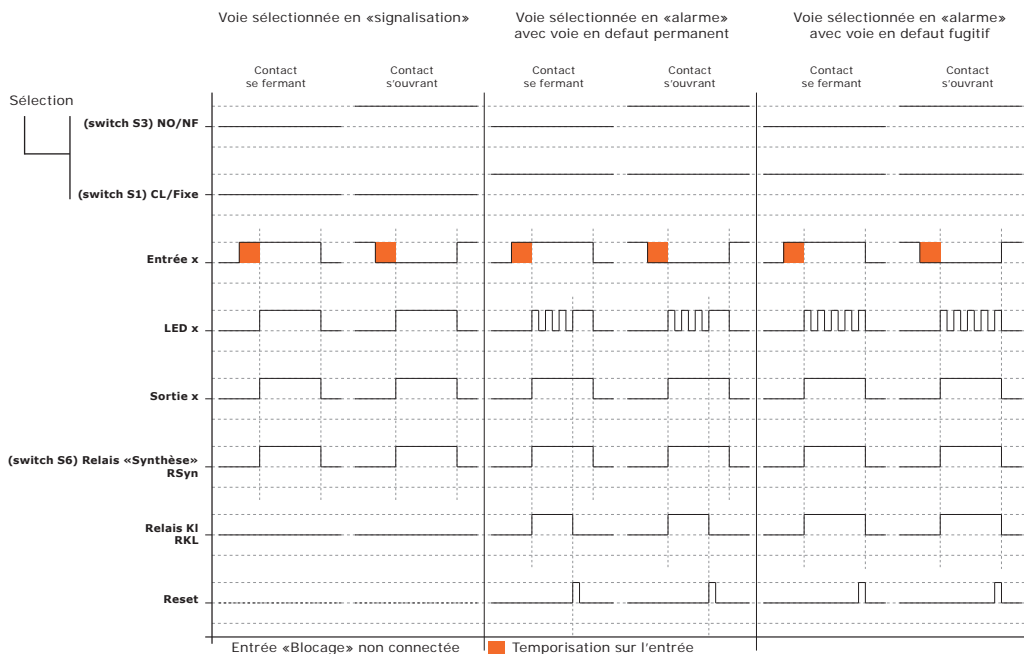 Voie sélectionnée en «signalisation»
Voie sélectionnée en «alarme»
avec voie en defaut permanent
Voie sélectionnée en «alarme»
avec voie en defaut fugitif
Contact
se fermant
Contact
s'ouvrant
Contact
se fermant
Contact
s'ouvrant
Contact
se fermant
Contact
s'ouvrant
Sélection
(switch S3) NO/NF
(switch S1) CL/Fixe
Entrée x
LED x
Sortie x
(switch S6) Relais «Synthèse»
RSyn
Relais Kl
RKL
Reset
Entrée «Blocage» non connectée
Temporisation sur l'entrée